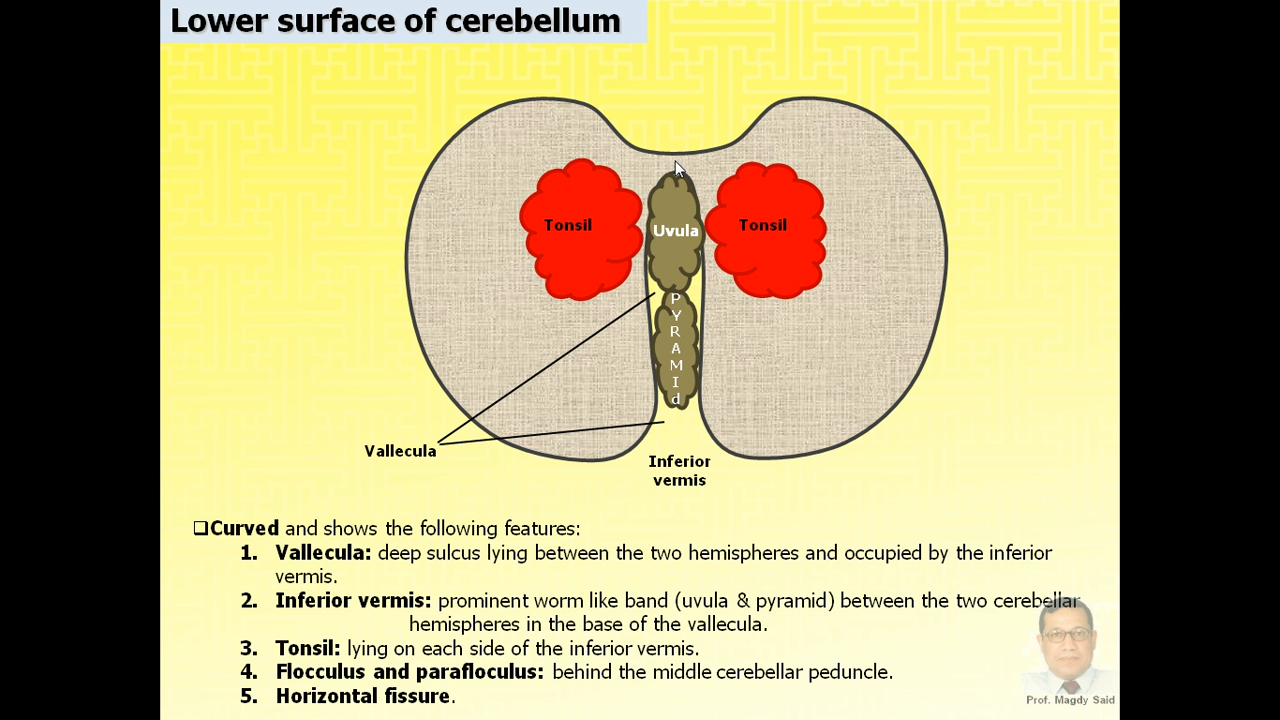 Lower surface of cerebellum
Tonsil
Uvula
Tonsil
PYRAMId
Vallecula
Inferior
vermis
❑Curved and shows the following features:
1. Vallecula: deep sulcus lying between the two hemispheres and occupied by the inferior
vermis.
2. Inferior vermis: prominent worm like band (uvula & pyramid) between the two cerebellar
hemispheres in the base of the vallecula.
3. Tonsil: lying on each side of the inferior vermis.
4. Flocculus and parafloculus: behind the middle cerebellar peduncle.
5. Horizontal fissure.
Prof. Magdy Said